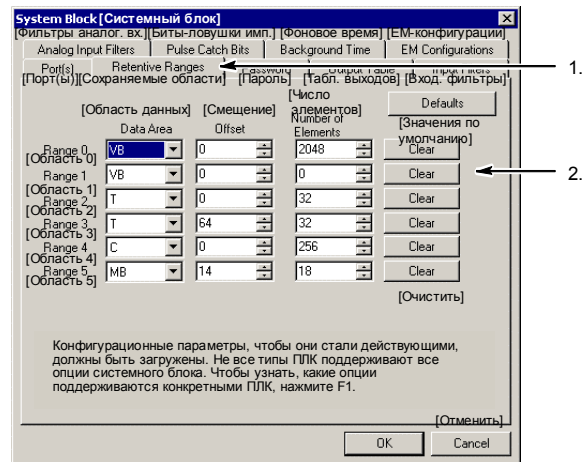 System Block[Системный блок]
[Фильтры аналог. вх.][Биты-ловушки имп.] [Фоновое время] [ЕМ-конфигурации]
Analog Input Filters Pulse Catch Bits Background Time EM Configurations
Port(s) Retentive Ranges Password Output Table Input Filters
[Порт(ы)][Сохраняемые области] [Пароль] [Табл. выходов] [Вход. фильтры]
1.
[Область данных] [Смещение] [Число элементов]
Defaults
[Значения по умолчанию]
Data Area Offset Number of Elements
Range 0 VB 0 2048 Clear
[Область 0]
2.
Range 1 VB 0 0 Clear
[Область 1]
Range 2 T 0 32 Clear
[Область 2]
Range 3 T 64 32 Clear
[Область 3]
Range 4 C 0 256 Clear
[Область 4]
Range 5 MB 14 18 Clear
[Область 5]
[Очистить]
Конфигурационные параметры, чтобы они стали действующими,
должны быть загружены. Не все типы ПЛК поддерживают все
опции системного блока. Чтобы узнать, какие опции
поддерживаются конкретными ПЛК, нажмите F1.
[Отменить]
OK Cancel